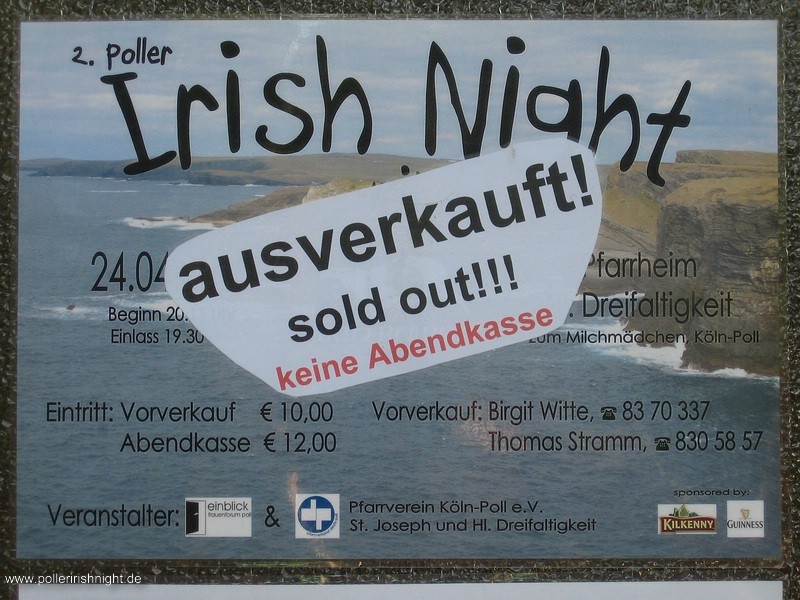 2. Poller
Irish Night
ausverkauft!
sold out!!!
keine Abendkasse
24.04
Beginn 20.
Einlass 19.30
Pfarrheim
. Dreifaltigkeit
zum Milchmädchen, Köln-Poll
Eintritt: Vorverkauf € 10,00
Abendkasse € 12,00
Vorverkauf: Birgit Witte, ☎ 83 70 337
Thomas Stramm, ☎ 830 58 57
Veranstalter:
einblick
frauenforum poll
&
Pfarrverein Köln-Poll e.V.
St. Joseph und Hl. Dreifaltigkeit
sponsored by:
KILKENNY
GUINNESS
www.polleririshnight.de